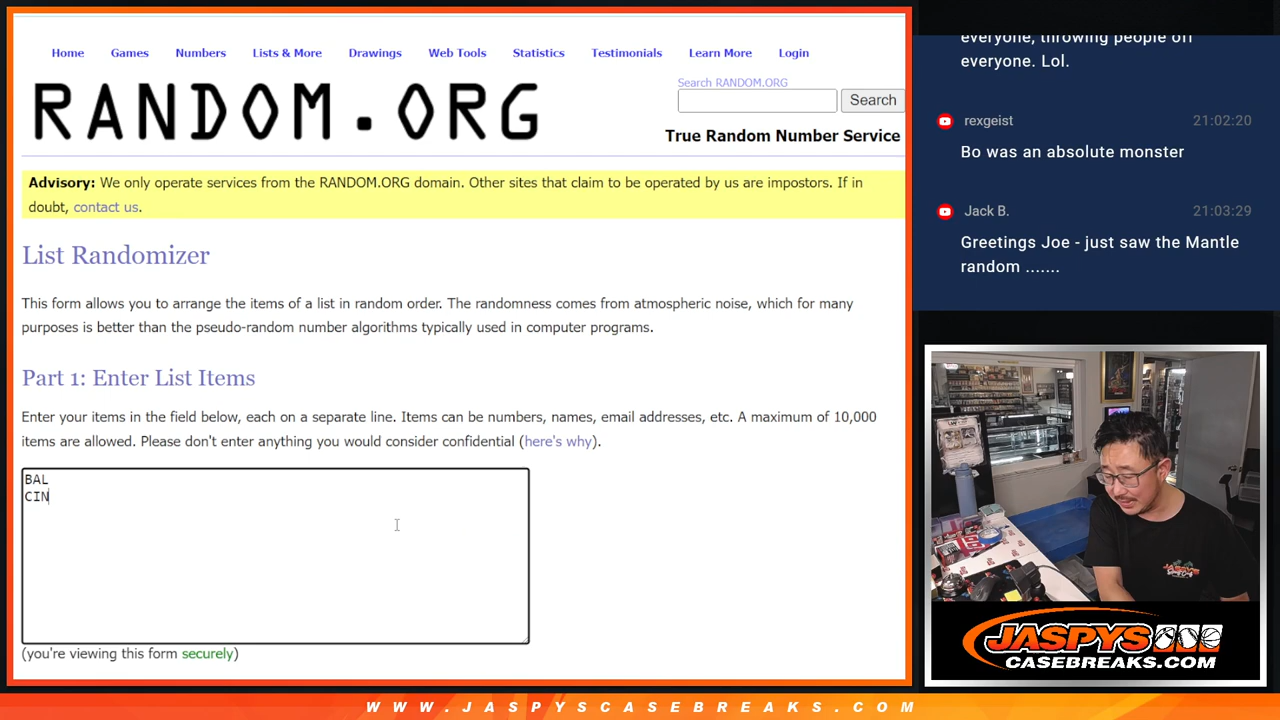 Home Games Numbers Lists & More Drawings Web Tools Statistics Testimonials Learn More Login
RANDOM.ORG
Search RANDOM.ORG
Search
True Random Number Service
Advisory: We only operate services from the RANDOM.ORG domain. Other sites that claim to be operated by us are impostors. If in
doubt, contact us.
List Randomizer
This form allows you to arrange the items of a list in random order. The randomness comes from atmospheric noise, which for many
purposes is better than the pseudo-random number algorithms typically used in computer programs.
Part 1: Enter List Items
Enter your items in the field below, each on a separate line. Items can be numbers, names, email addresses, etc. A maximum of 10,000
items are allowed. Please don't enter anything you would consider confidential (here's why).
BAL
CIN
(you're viewing this form securely)
everyone, throwing people off
everyone. Lol.
rexgeist 21:02:20
Bo was an absolute monster
Jack B. 21:03:29
Greetings Joe - just saw the Mantle
random .......
JASPYS
CASEBREAKS.COM
WWW.JASPYSCASEBREAKS.COM